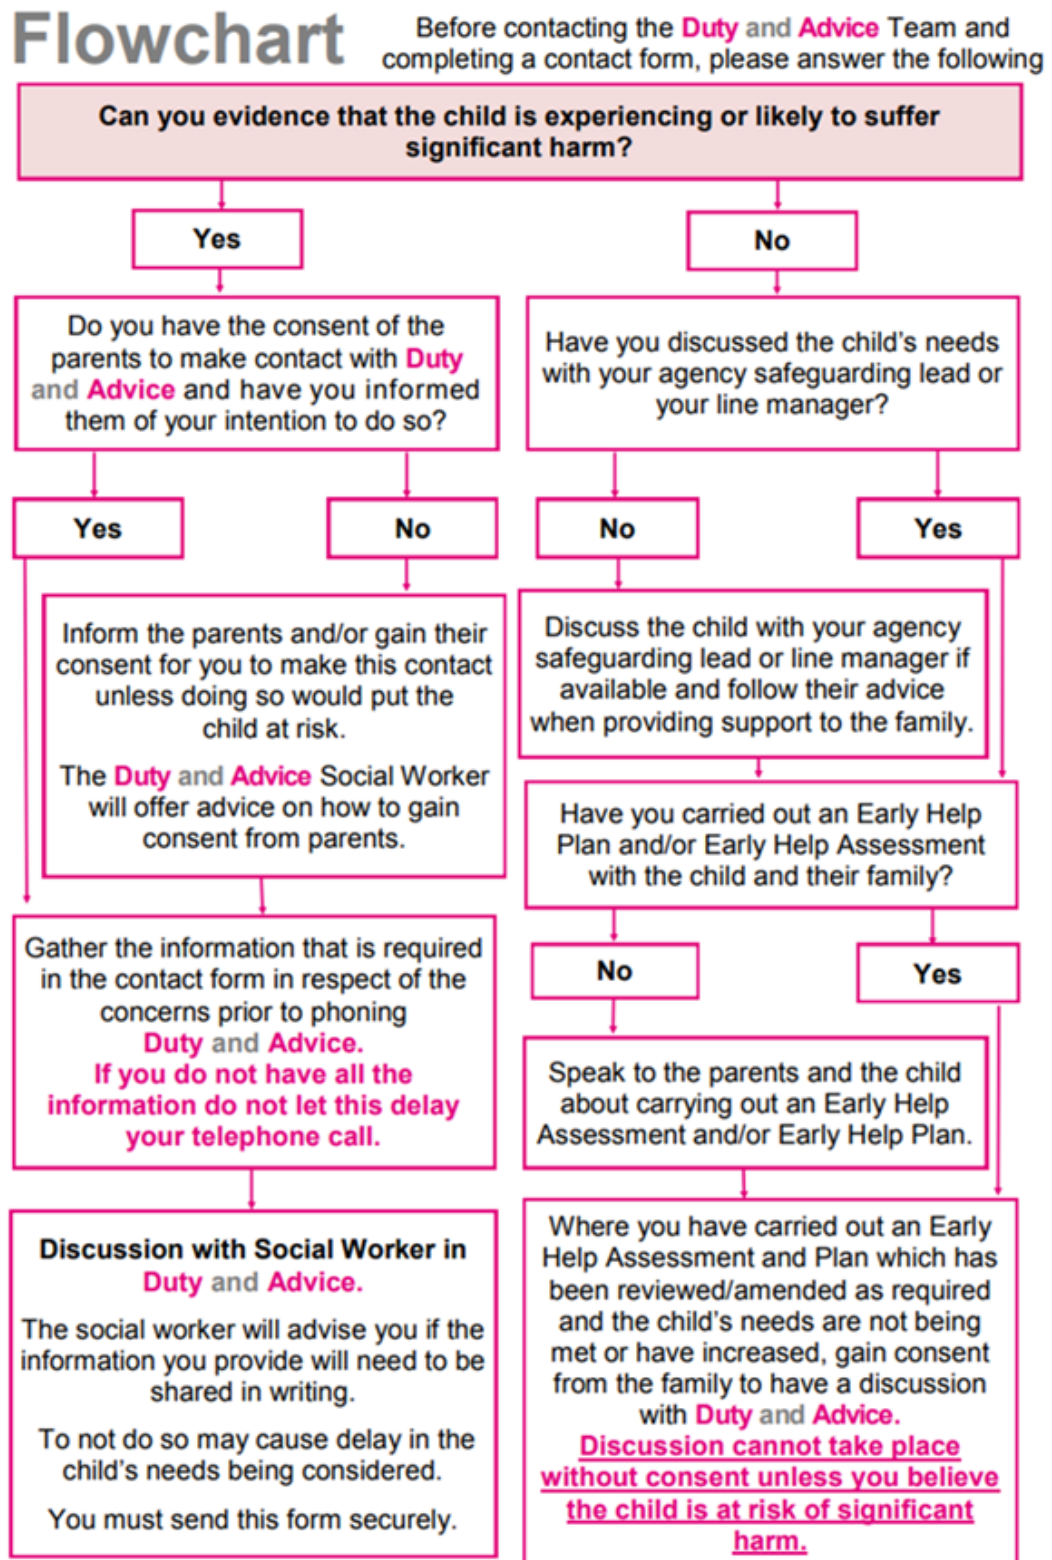 Flowchart
Before contacting the Duty and Advice Team and
completing a contact form, please answer the following
Can you evidence that the child is experiencing or likely to suffer
significant harm?
Yes
No
Do you have the consent of the
parents to make contact with Duty
and Advice and have you informed
them of your intention to do so?
Have you discussed the child's needs
with your agency safeguarding lead or
your line manager?
Yes
No
No
Yes
Inform the parents and/or gain their
consent for you to make this contact
unless doing so would put the
child at risk.
The Duty and Advice Social Worker
will offer advice on how to gain
consent from parents.
Discuss the child with your agency
safeguarding lead or line manager if
available and follow their advice
when providing support to the family.
Have you carried out an Early Help
Plan and/or Early Help Assessment
with the child and their family?
Gather the information that is required
in the contact form in respect of the
concerns prior to phoning
Duty and Advice.
If you do not have all the
information do not let this delay
your telephone call.
No
Yes
Speak to the parents and the child
about carrying out an Early Help
Assessment and/or Early Help Plan.
Discussion with Social Worker in
Duty and Advice.
The social worker will advise you if the
information you provide will need to be
shared in writing.
To not do so may cause delay in the
child's needs being considered.
You must send this form securely.
Where you have carried out an Early
Help Assessment and Plan which has
been reviewed/amended as required
and the child's needs are not being
met or have increased, gain consent
from the family to have a discussion
with Duty and Advice.
Discussion cannot take place
without consent unless you believe
the child is at risk of significant
harm.